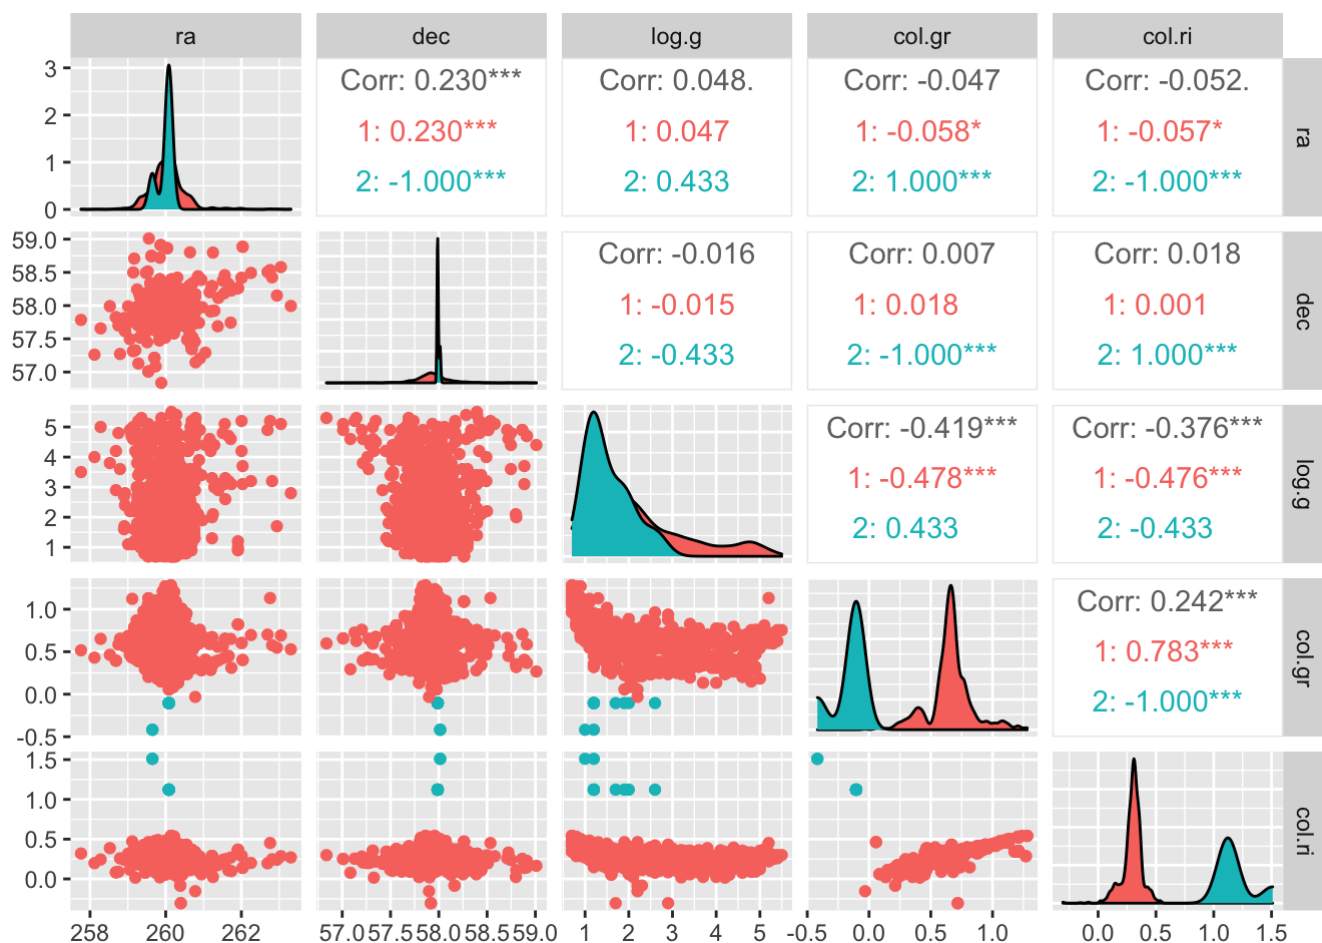 ra dec log.g col.gr col.ri
3
2
1
0
Corr: 0.230*** Corr: 0.048. Corr: -0.047 Corr: -0.052.
1: 0.230*** 1: 0.047 1: -0.058* 1: -0.057*
2: -1.000*** 2: 0.433 2: 1.000*** 2: -1.000***
ra
59.0
58.5
58.0
57.5
57.0
Corr: -0.016 Corr: 0.007 Corr: 0.018
1: -0.015 1: 0.018 1: 0.001
2: -0.433 2: -1.000*** 2: 1.000***
dec
5
4
3
2
1
Corr: -0.419*** Corr: -0.376***
1: -0.478*** 1: -0.476***
2: 0.433 2: -0.433
log.g
1.0
0.5
0.0
-0.5
Corr: 0.242***
1: 0.783***
2: -1.000***
col.gr
1.5
1.0
0.5
0.0
col.ri
258 260 262 57.0 57.5 58.0 58.5 59.0 1 2 3 4 5 -0.5 0.0 0.5 1.0 0.0 0.5 1.0 1.5